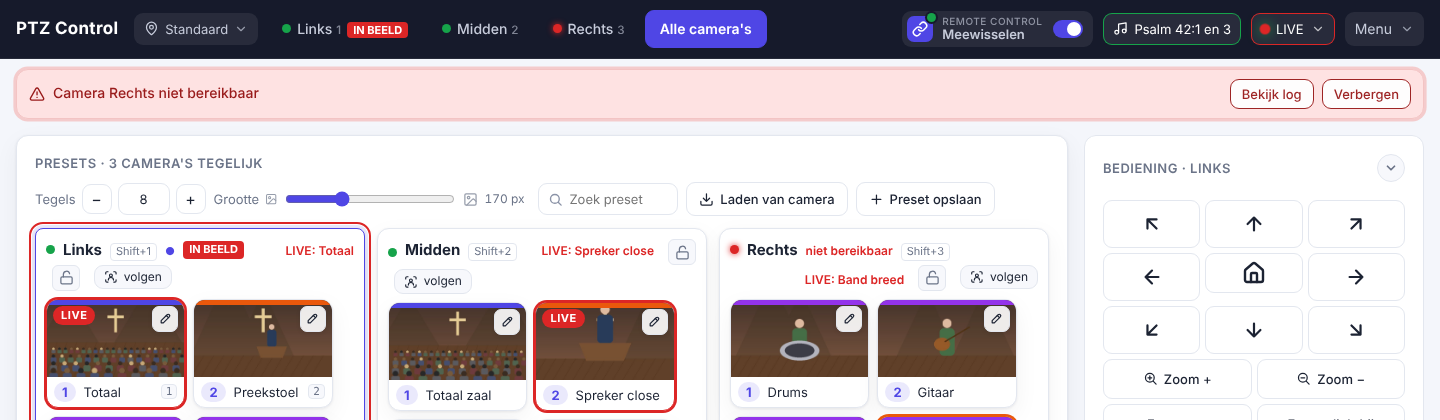 PTZ Control Standaard Links 1 IN BEELD Midden 2 Rechts 3 Alle camera's REMOTE CONTROL Meewisselen Psalm 42:1 en 3 LIVE Menu
Camera Rechts niet bereikbaar Bekijk log Verbergen
PRESETS · 3 CAMERA'S TEGELIJK
Tegels − 8 + Grootte 170 px Zoek preset Laden van camera Preset opslaan
Links Shift+1 IN BEELD LIVE: Totaal
volgen
LIVE
1 Totaal 1
2 Preekstoel 2
Midden Shift+2 LIVE: Spreker close
volgen
LIVE
1 Totaal zaal
2 Spreker close
Rechts niet bereikbaar Shift+3
LIVE: Band breed volgen
1 Drums
2 Gitaar
BEDIENING · LINKS
Zoom + Zoom −